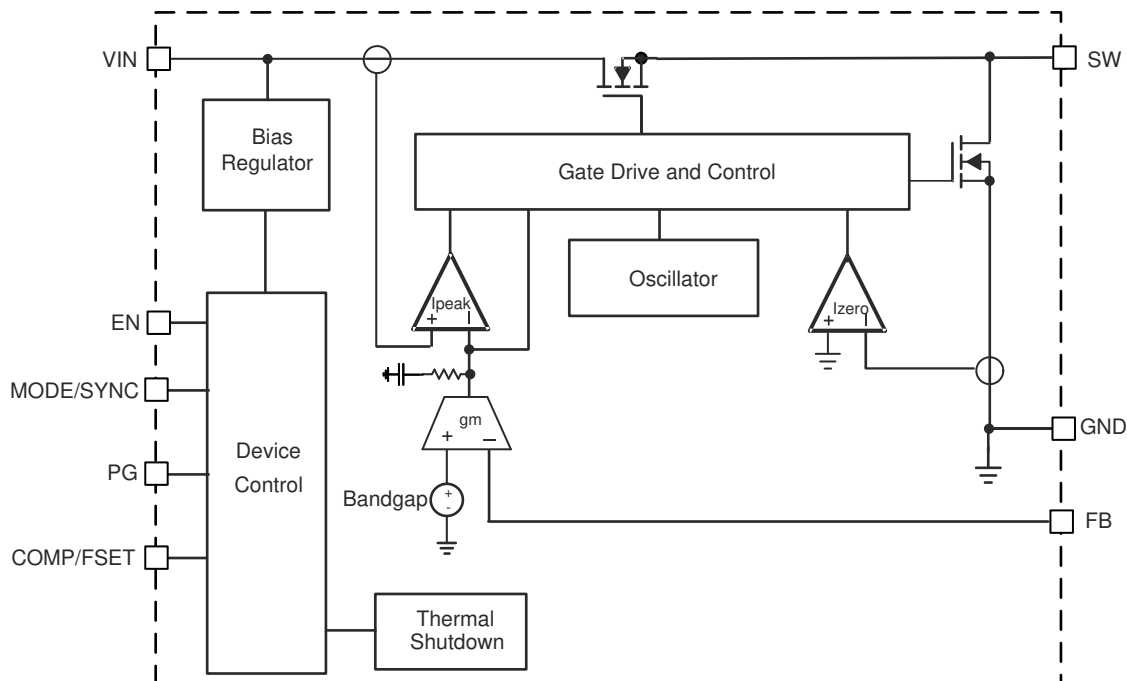 VIN
SW
Bias
Regulator
Gate Drive and Control
Oscillator
Ipeak
+ –
Izero
+ –
EN
MODE/SYNC
gm
+ –
GND
Device
Control
PG
Bandgap
+
-
FB
COMP/FSET
Thermal
Shutdown